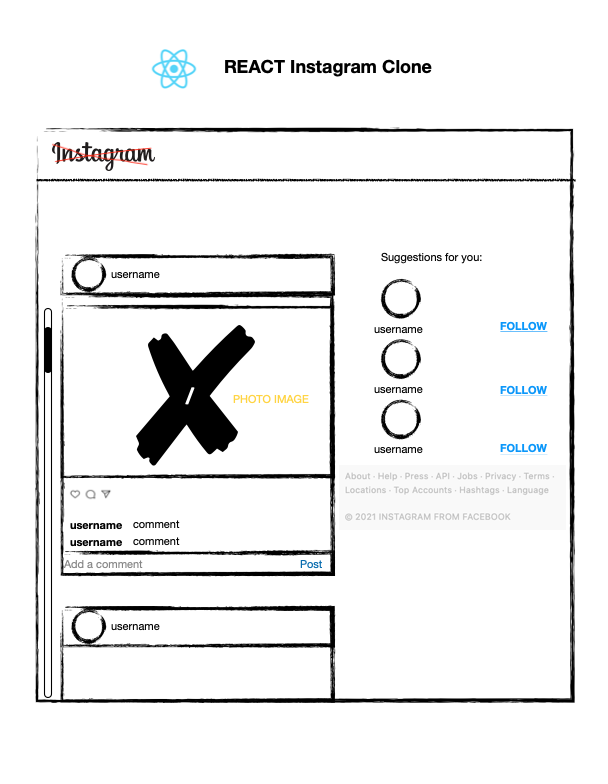 REACT Instagram Clone
Instagram
username
PHOTO IMAGE
username comment
username comment
Add a comment Post
username
Suggestions for you:
username FOLLOW
username FOLLOW
username FOLLOW
About · Help · Press · API · Jobs · Privacy · Terms ·
Locations · Top Accounts · Hashtags · Language
© 2021 INSTAGRAM FROM FACEBOOK